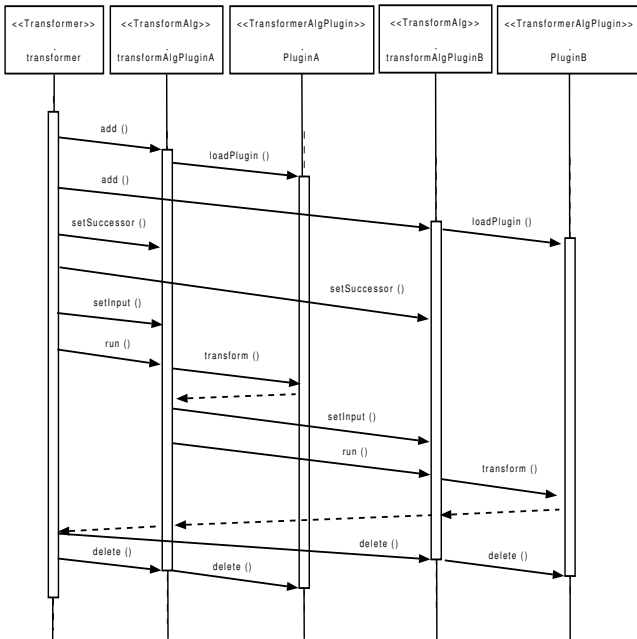 <<Transformer>>
.
transformer
<<TransformAlg>>
.
transformAlgPluginA
<<TransformerAlgPlugin>>
.
PluginA
<<TransformAlg>>
.
transformAlgPluginB
<<TransformerAlgPlugin>>
.
PluginB
add ()
loadPlugin ()
add()
loadPlugin ()
setSuccessor ()
setSuccessor ()
setInput ()
run ()
transform ()
setInput ()
run ()
transform ()
delete ()
delete ()
delete ()
delete ()